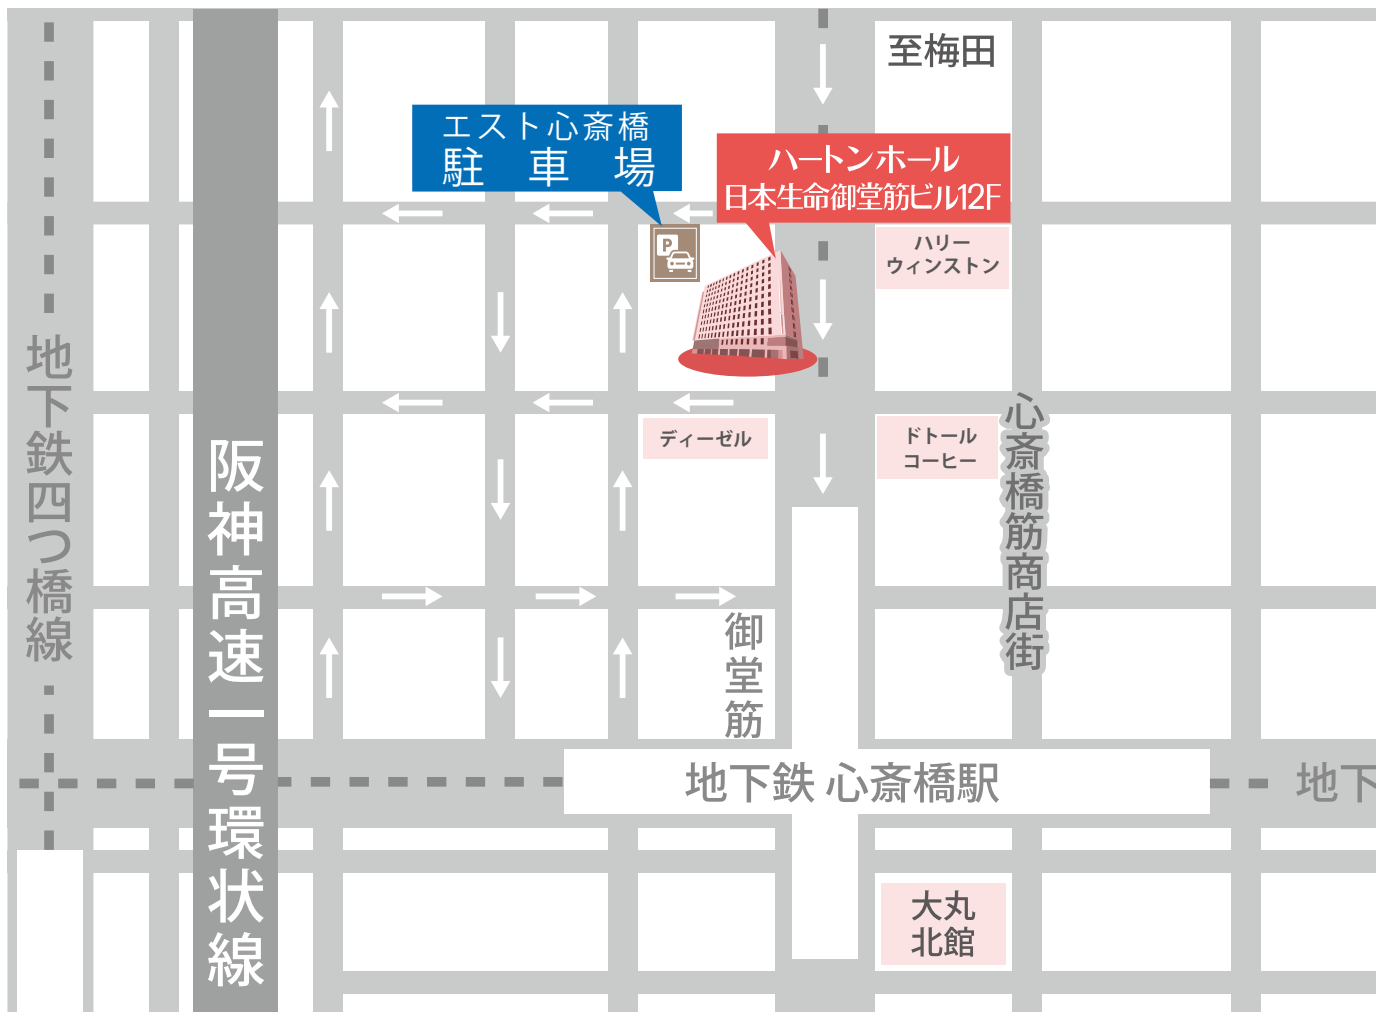 至梅田
エスト心斎橋
駐車場
ハートンホール
日本生命御堂筋ビル12F
P
ハリー
ウィンストン
地下鉄四つ橋線
阪神高速一号環状線
ディーゼル
ドトール
コーヒー
心斎橋筋商店街
御堂筋
地下鉄 心斎橋駅
地下
大丸
北館